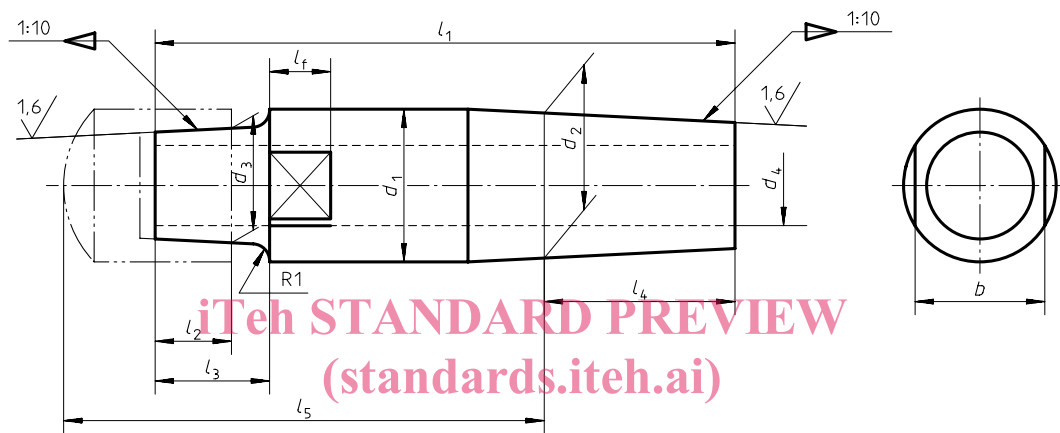 1:10
l1
1:10
lf
1,6
1,6
d2
d3
d1
d4
R1
l4
b
iTeh STANDARD PREVIEW
l2
(standards.iteh.ai)
l3
l5